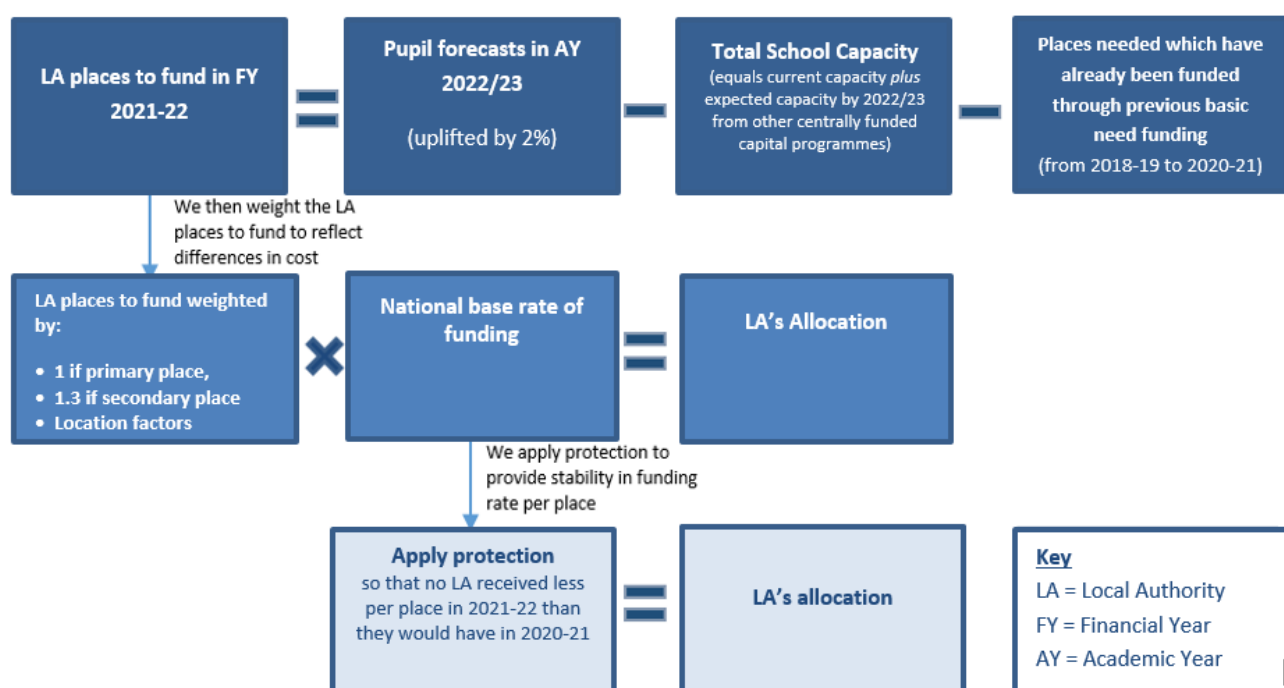 LA places to fund in FY
2021-22
=
Pupil forecasts in AY
2022/23
(uplifted by 2%)
−
Total School Capacity
(equals current capacity plus
expected capacity by 2022/23
from other centrally funded
capital programmes)
−
Places needed which have
already been funded
through previous basic
need funding
(from 2018-19 to 2020-21)
We then weight the LA
places to fund to reflect
differences in cost
LA places to fund weighted
by:
• 1 if primary place,
• 1.3 if secondary place
• Location factors
×
National base rate of
funding
=
LA's Allocation
We apply protection to
provide stability in funding
rate per place
Apply protection
so that no LA received less
per place in 2021-22 than
they would have in 2020-21
=
LA's allocation
Key
LA = Local Authority
FY = Financial Year
AY = Academic Year